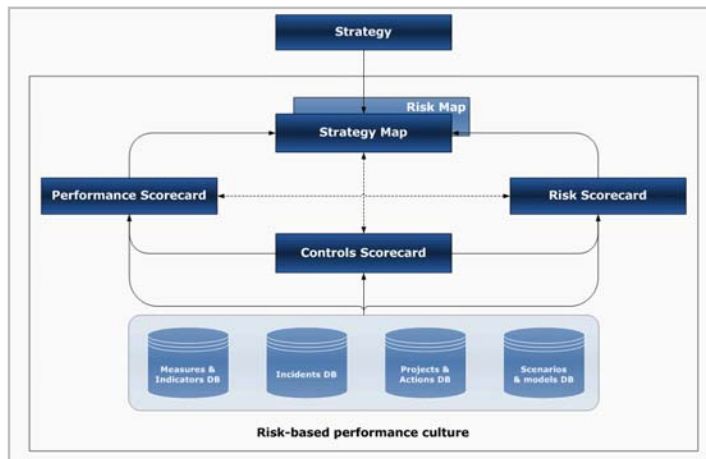 Strategy
Risk Map
Strategy Map
Performance Scorecard
Risk Scorecard
Controls Scorecard
Measures &
Indicators DB
Incidents DB
Projects &
Actions DB
Scenarios
& models DB
Risk-based performance culture